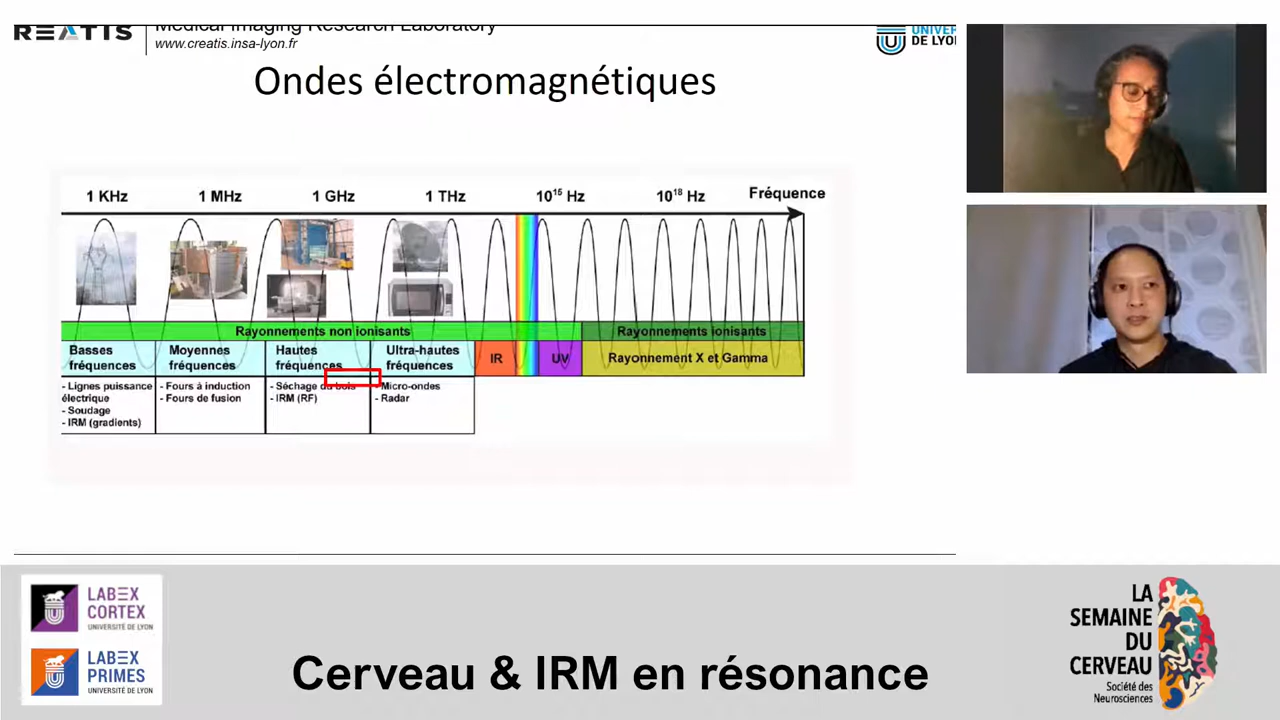 REATIS
Medical Imaging Research Laboratory
www.creatis.insa-lyon.fr
DE LYO
Ondes électromagnétiques
1 KHz 1 MHz 1 GHz 1 THz 10¹⁵ Hz 10¹⁸ Hz Fréquence
Rayonnements non ionisants Rayonnements ionisants
Basses fréquences
Moyennes fréquences
Hautes fréquences
Ultra-hautes fréquences
IR
UV
Rayonnement X et Gamma
- Lignes puissance
électrique
- Soudage
- IRM (gradients)
- Fours à induction
- Fours de fusion
- Séchage du bois
- IRM (RF)
- Micro-ondes
- Radar
LABEX
CORTEX
UNIVERSITÉ DE LYON
LABEX
PRIMES
UNIVERSITÉ DE LYON
Cerveau & IRM en résonance
LA
SEMAINE
DU
CERVEAU
Société des
Neurosciences